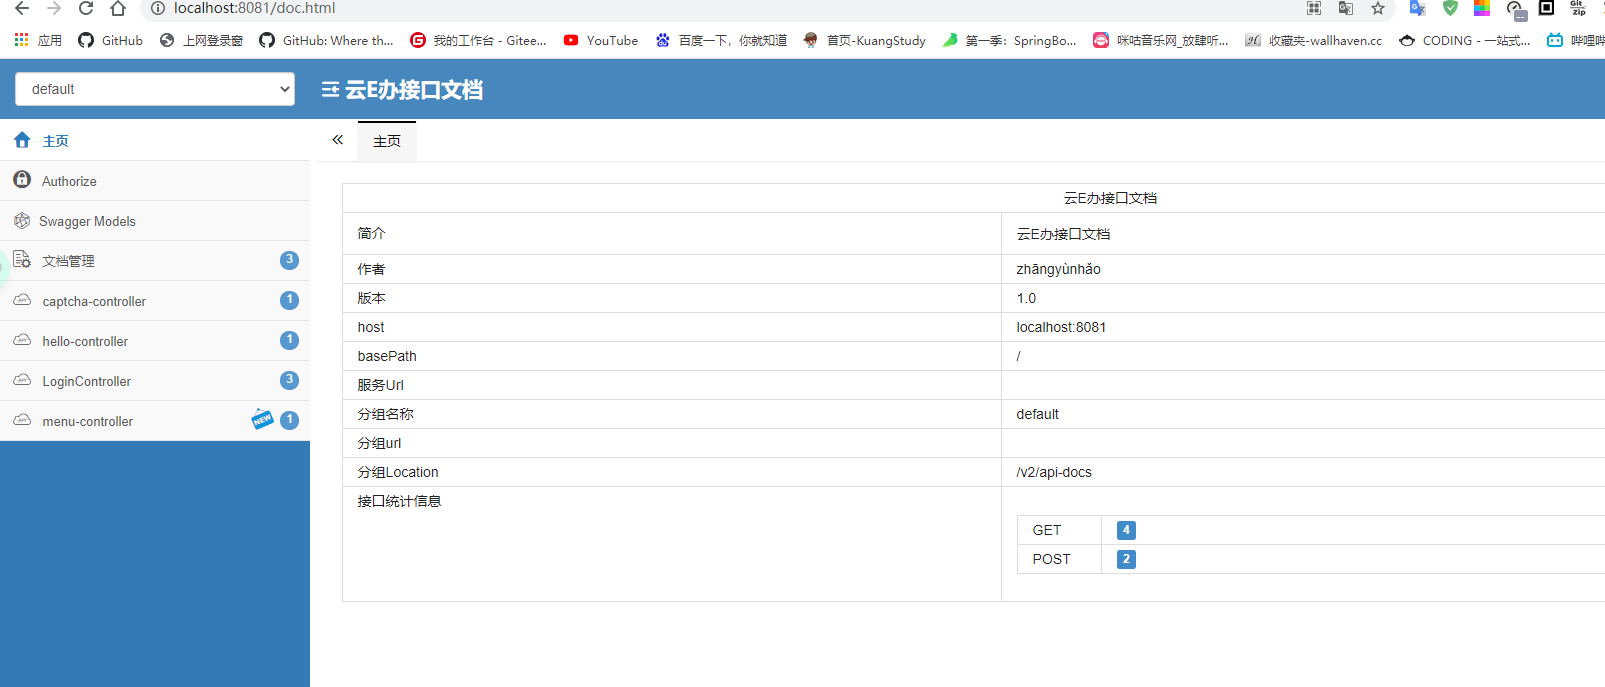 localhost:8081/doc.html
应用 GitHub 上网登录窗 GitHub: Where th... 我的工作台 - Gitee... YouTube 百度一下，你就知道 首页-KuangStudy 第一季：SpringBo... 咪咕音乐网_放肆听... 收藏夹-wallhaven.cc CODING - 一站式... 哔哩哔
default
云E办接口文档
主页
主页
Authorize
Swagger Models
文档管理 3
captcha-controller 1
hello-controller 1
LoginController 3
menu-controller NEW 1
云E办接口文档
简介 云E办接口文档
作者 zhāngyùnhǎo
版本 1.0
host localhost:8081
basePath /
服务Url
分组名称 default
分组url
分组Location /v2/api-docs
接口统计信息
GET 4
POST 2